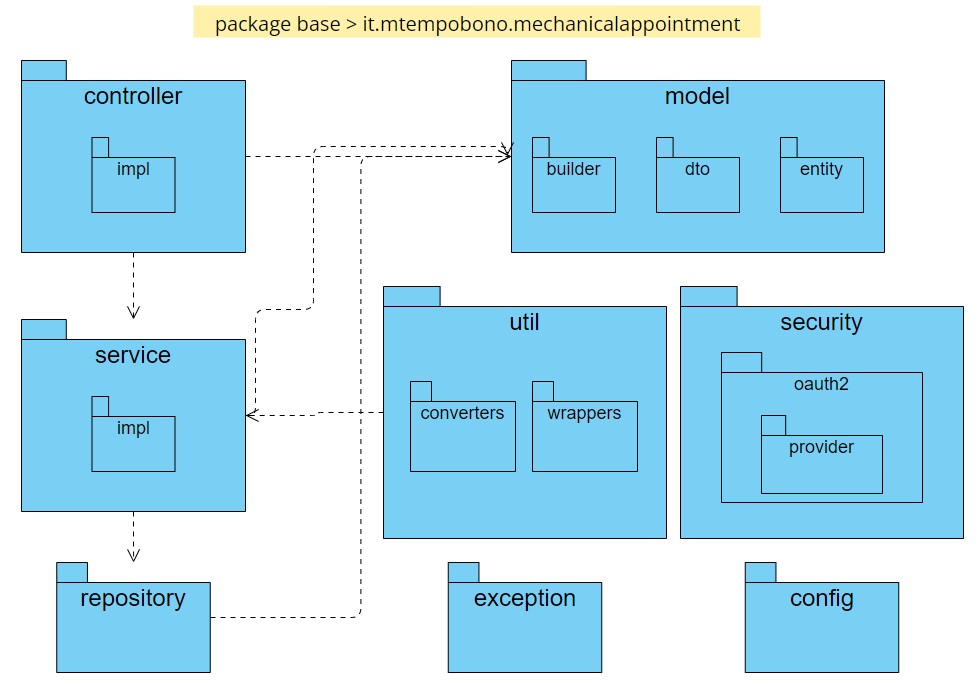 package base > it.mtempobono.mechanicalappointment
controller
impl
model
builder
dto
entity
service
impl
util
converters
wrappers
security
oauth2
provider
repository
exception
config